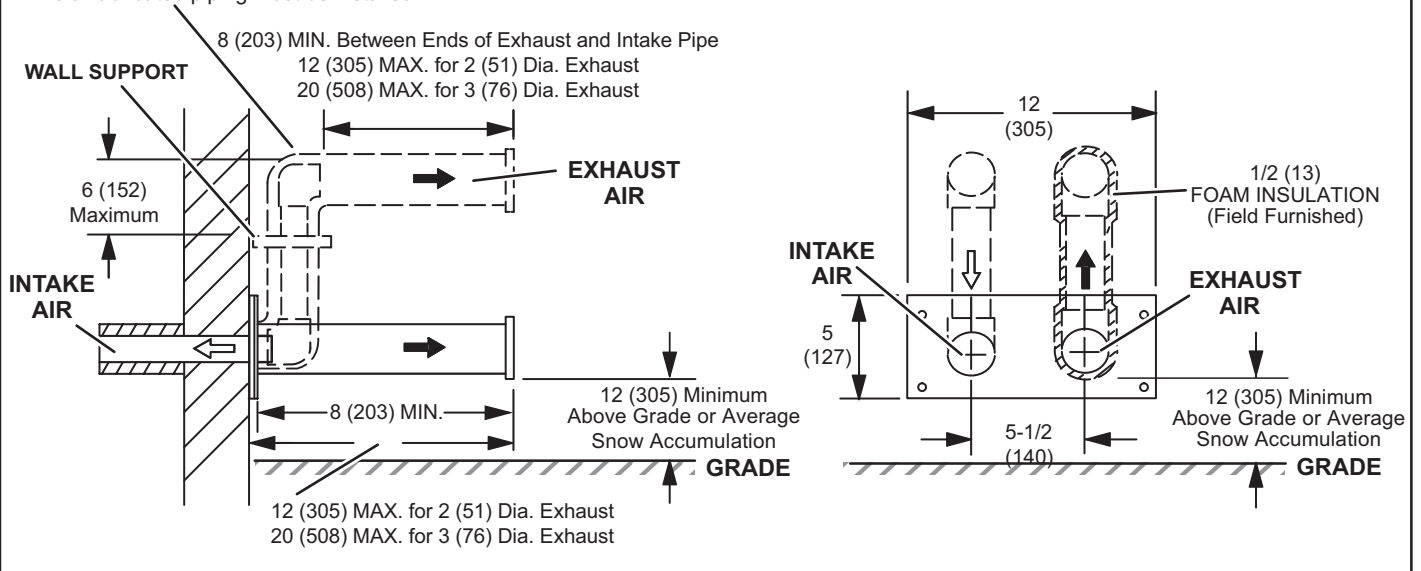 8 (203) MIN. Between Ends of Exhaust and Intake Pipe
12 (305) MAX. for 2 (51) Dia. Exhaust
20 (508) MAX. for 3 (76) Dia. Exhaust
WALL SUPPORT
EXHAUST
AIR
6 (152)
Maximum
INTAKE
AIR
8 (203) MIN.
12 (305) Minimum
Above Grade or Average
Snow Accumulation
GRADE
12 (305) MAX. for 2 (51) Dia. Exhaust
20 (508) MAX. for 3 (76) Dia. Exhaust
12
(305)
1/2 (13)
FOAM INSULATION
(Field Furnished)
INTAKE
AIR
EXHAUST
AIR
5
(127)
5-1/2
(140)
12 (305) Minimum
Above Grade or Average
Snow Accumulation
GRADE